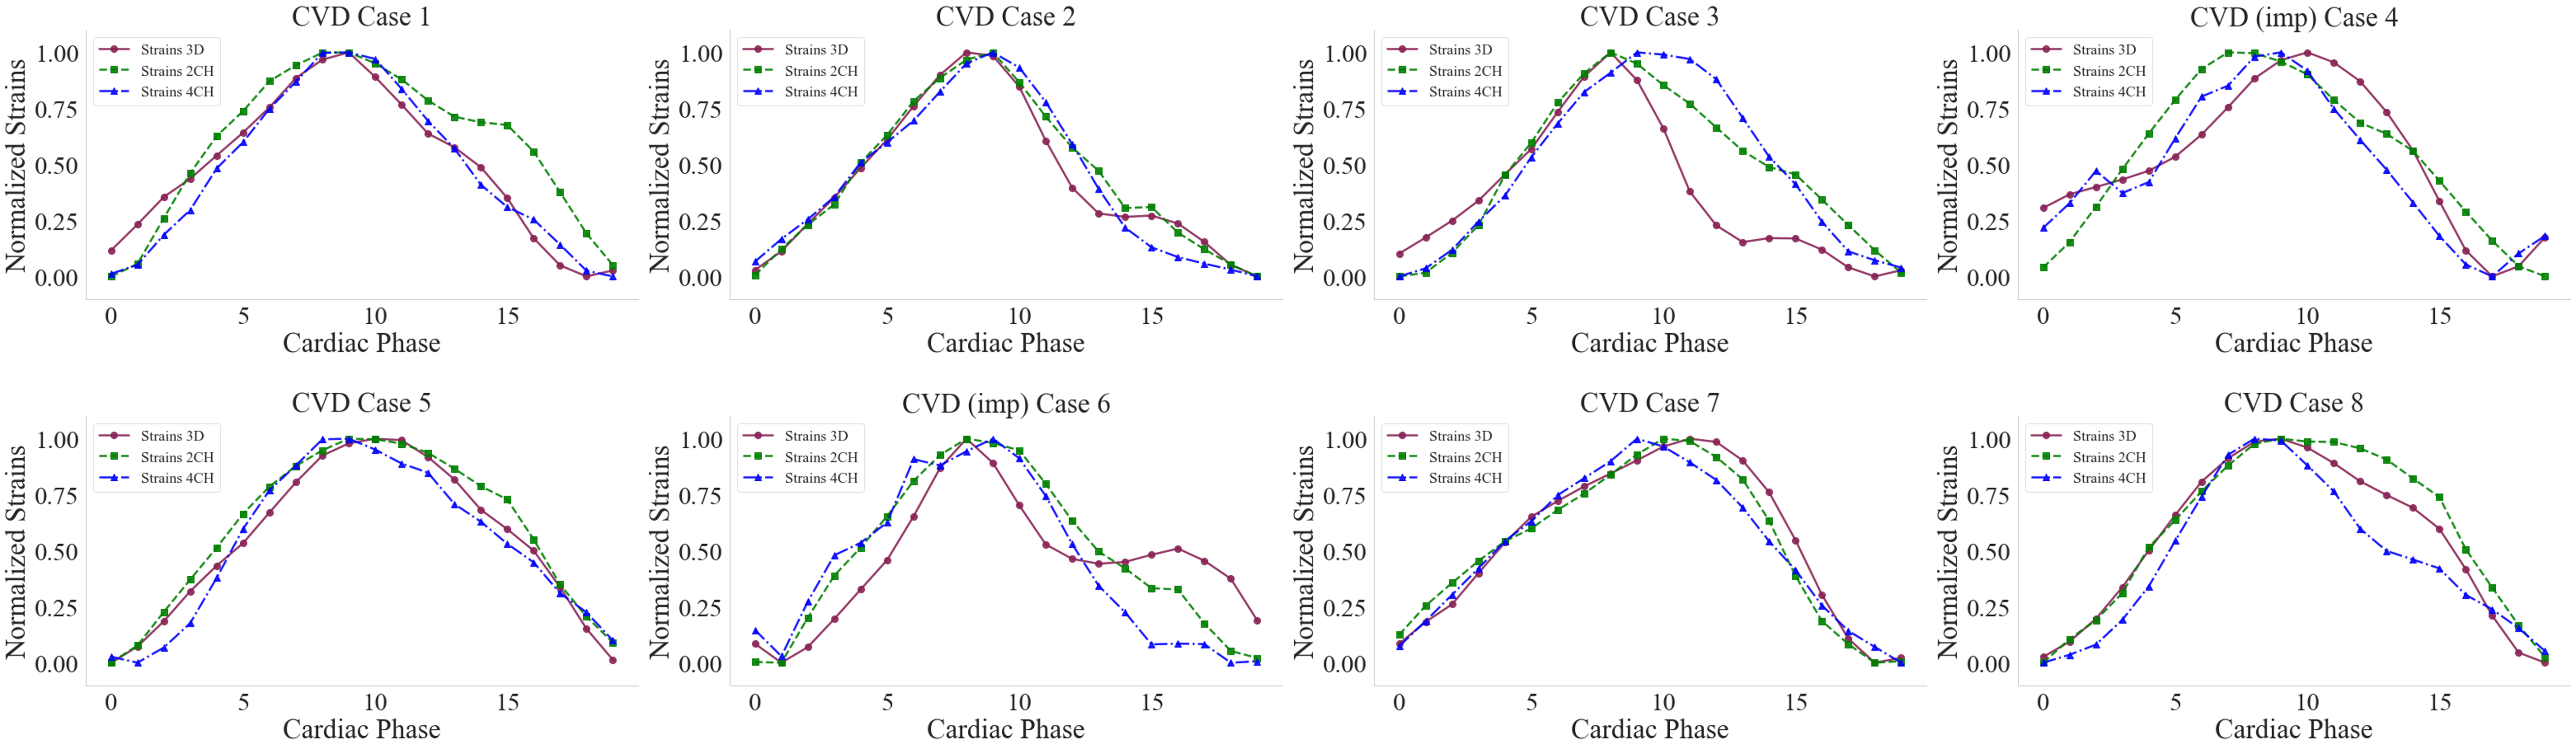 CVD Case 1
Normalized Strains
1.00
0.75
0.50
0.25
0.00
Strains 3D
Strains 2CH
Strains 4CH
0 5 10 15
Cardiac Phase
CVD Case 2
Normalized Strains
1.00
0.75
0.50
0.25
0.00
Strains 3D
Strains 2CH
Strains 4CH
0 5 10 15
Cardiac Phase
CVD Case 3
Normalized Strains
1.00
0.75
0.50
0.25
0.00
Strains 3D
Strains 2CH
Strains 4CH
0 5 10 15
Cardiac Phase
CVD (imp) Case 4
Normalized Strains
1.00
0.75
0.50
0.25
0.00
Strains 3D
Strains 2CH
Strains 4CH
0 5 10 15
Cardiac Phase
CVD Case 5
Normalized Strains
1.00
0.75
0.50
0.25
0.00
Strains 3D
Strains 2CH
Strains 4CH
0 5 10 15
Cardiac Phase
CVD (imp) Case 6
Normalized Strains
1.00
0.75
0.50
0.25
0.00
Strains 3D
Strains 2CH
Strains 4CH
0 5 10 15
Cardiac Phase
CVD Case 7
Normalized Strains
1.00
0.75
0.50
0.25
0.00
Strains 3D
Strains 2CH
Strains 4CH
0 5 10 15
Cardiac Phase
CVD Case 8
Normalized Strains
1.00
0.75
0.50
0.25
0.00
Strains 3D
Strains 2CH
Strains 4CH
0 5 10 15
Cardiac Phase